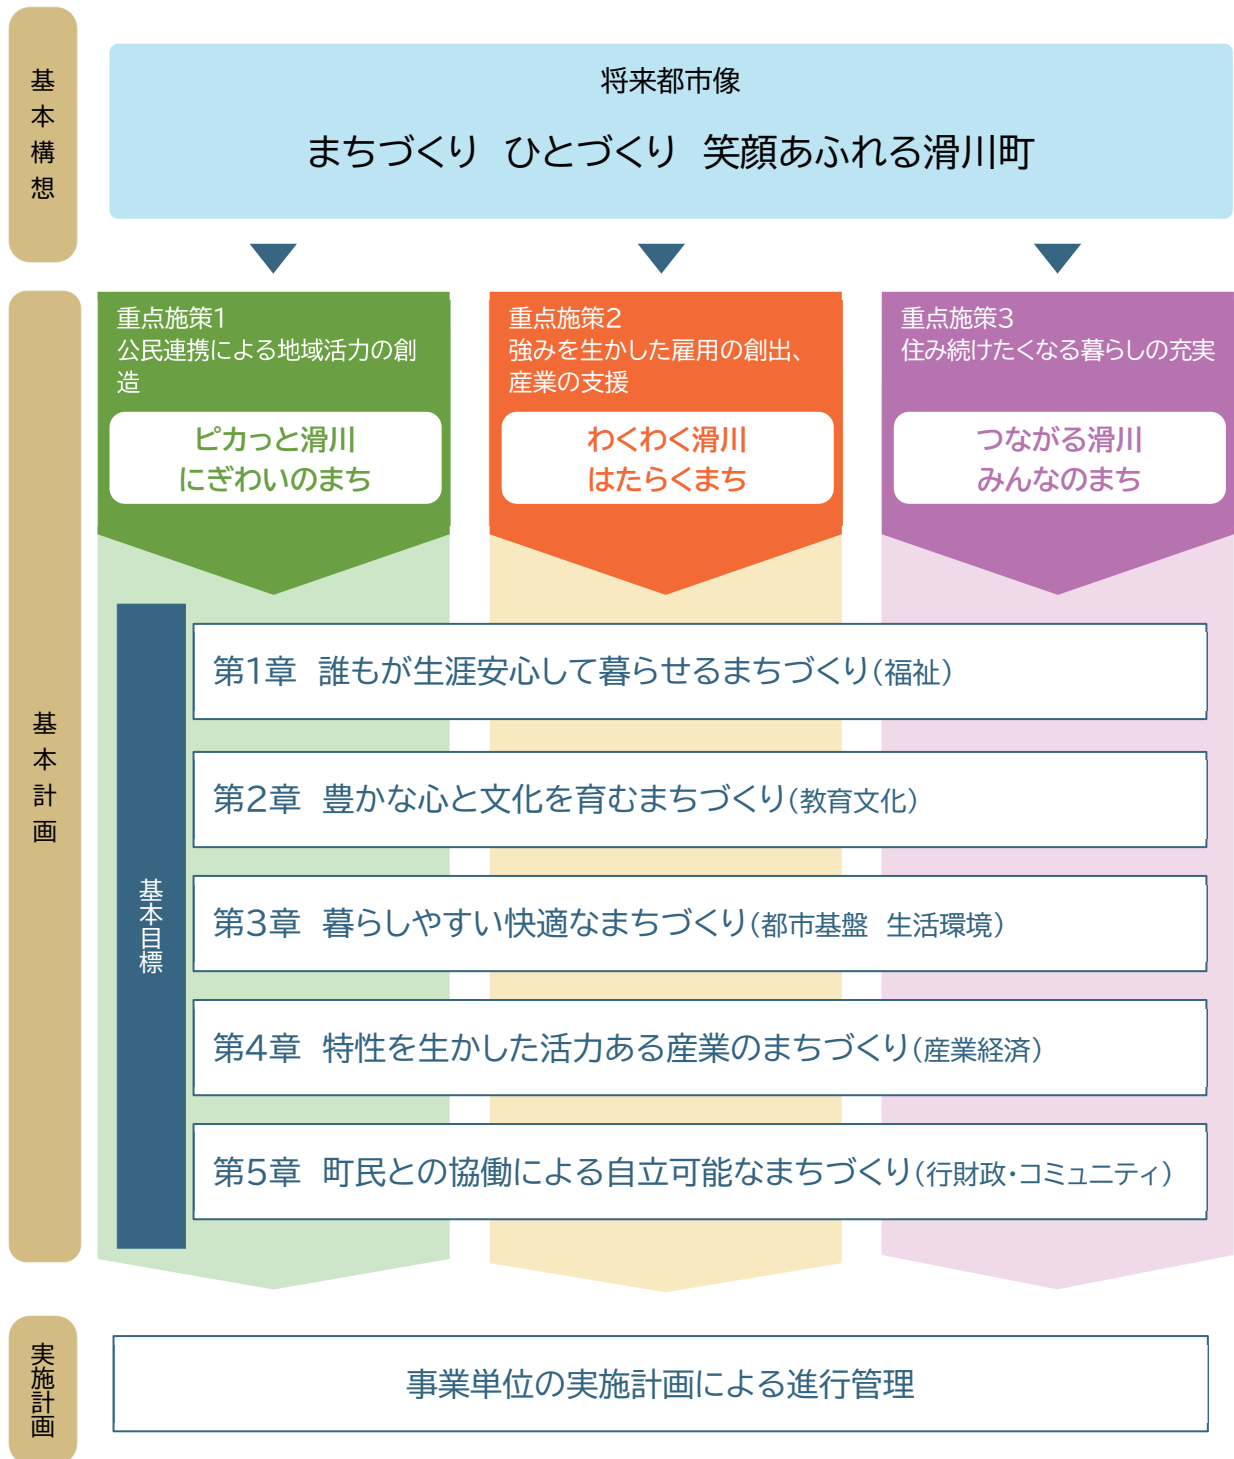 基本構想
将来都市像
まちづくり　ひとづくり　笑顔あふれる滑川町
基本計画
重点施策1
公民連携による地域活力の創
造
ピカっと滑川
にぎわいのまち
重点施策2
強みを生かした雇用の創出、
産業の支援
わくわく滑川
はたらくまち
重点施策3
住み続けたくなる暮らしの充実
つながる滑川
みんなのまち
基本目標
第1章　誰もが生涯安心して暮らせるまちづくり（福祉）
第2章　豊かな心と文化を育むまちづくり（教育文化）
第3章　暮らしやすい快適なまちづくり（都市基盤　生活環境）
第4章　特性を生かした活力ある産業のまちづくり（産業経済）
第5章　町民との協働による自立可能なまちづくり（行財政・コミュニティ）
実施計画
事業単位の実施計画による進行管理